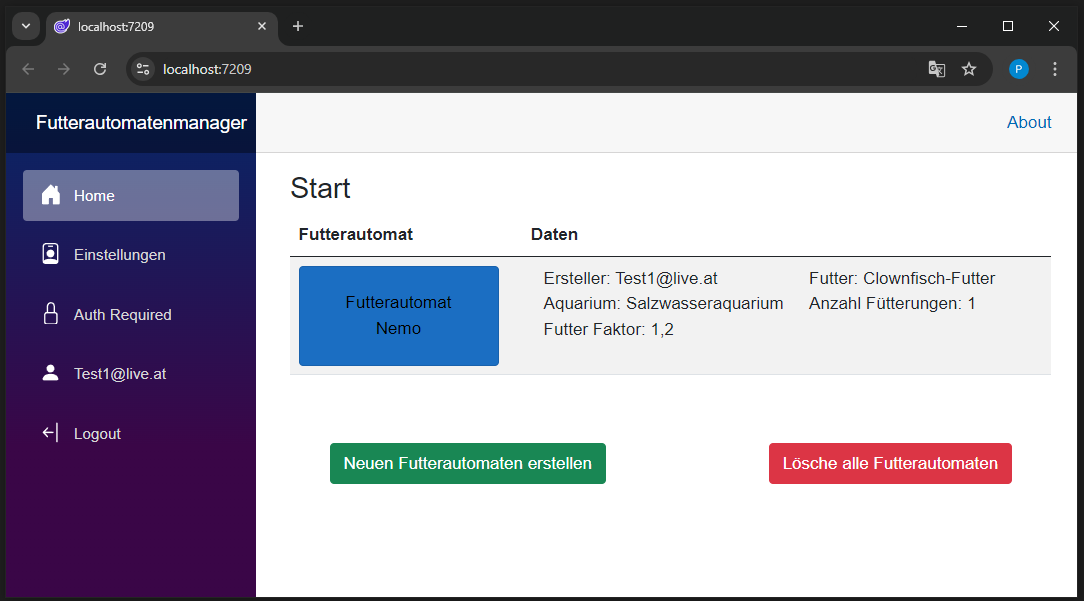 localhost:7209
localhost:7209
P
Futterautomatenmanager
About
Home
Einstellungen
Auth Required
Test1@live.at
Logout
Start
Futterautomat Daten
Futterautomat
Nemo
Ersteller: Test1@live.at
Aquarium: Salzwasseraquarium
Futter Faktor: 1,2
Futter: Clownfisch-Futter
Anzahl Fütterungen: 1
Neuen Futterautomaten erstellen
Lösche alle Futterautomaten